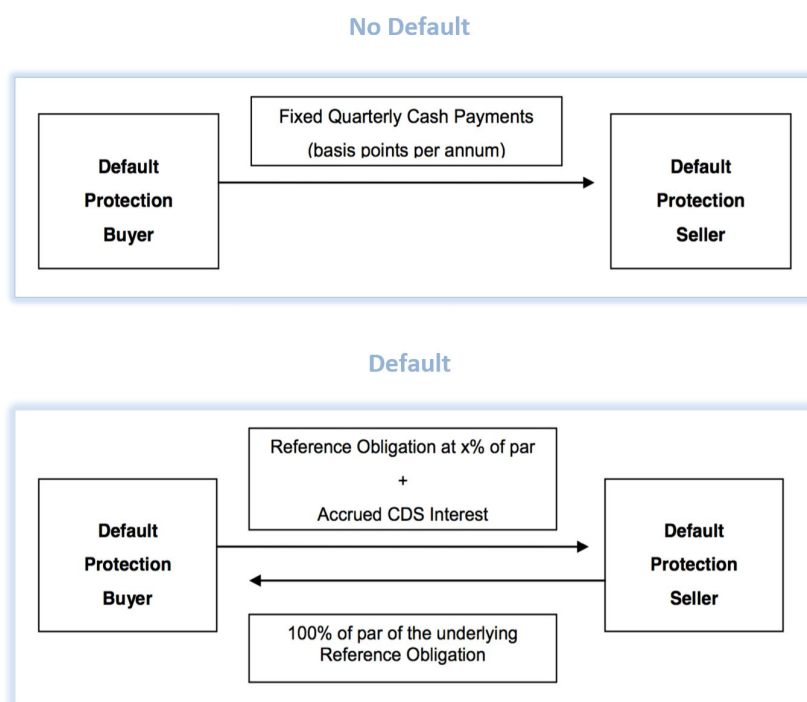 No Default
Fixed Quarterly Cash Payments
(basis points per annum)
Default
Protection
Buyer
Default
Protection
Seller
Default
Reference Obligation at x% of par
+
Accrued CDS Interest
Default
Protection
Buyer
Default
Protection
Seller
100% of par of the underlying
Reference Obligation